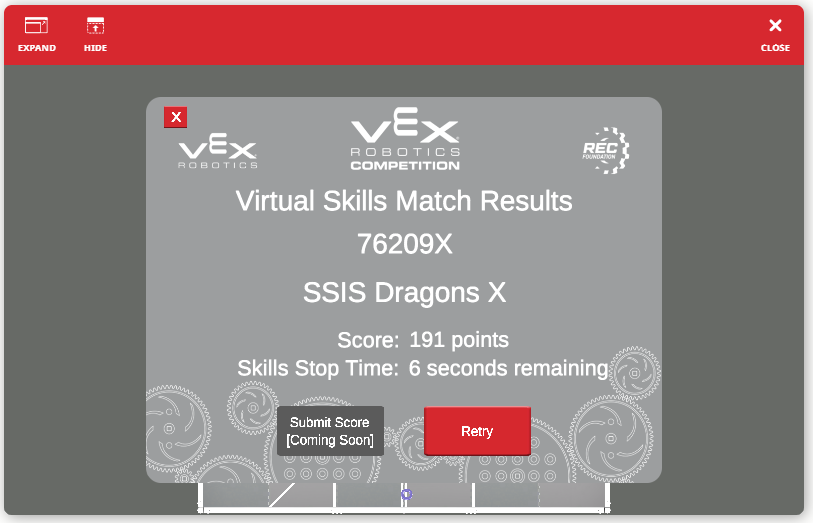 EXPAND
HIDE
CLOSE
X
VEX
ROBOTICS
VEX
ROBOTICS
COMPETITION
REC
FOUNDATION
Virtual Skills Match Results
76209X
SSIS Dragons X
Score: 191 points
Skills Stop Time: 6 seconds remaining
Submit Score
[Coming Soon]
Retry